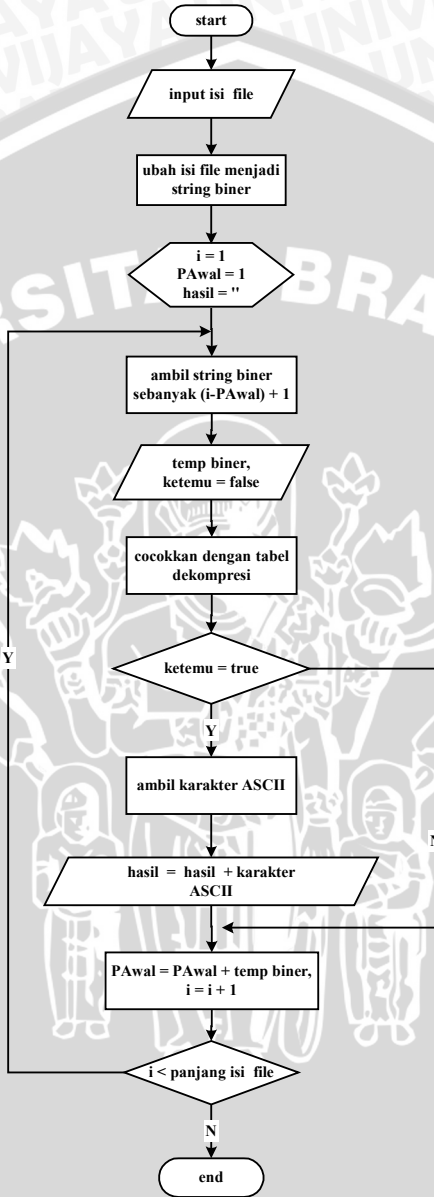 start
input isi file
ubah isi file menjadi
string biner
i = 1
PAwal = 1
hasil = ''
ambil string biner
sebanyak (i-PAwal) + 1
temp biner,
ketemu = false
cocokkan dengan tabel
dekompresi
Y
ketemu = true
Y
ambil karakter ASCII
N
hasil = hasil + karakter
ASCII
PAwal = PAwal + temp biner,
i = i + 1
i < panjang isi file
N
end